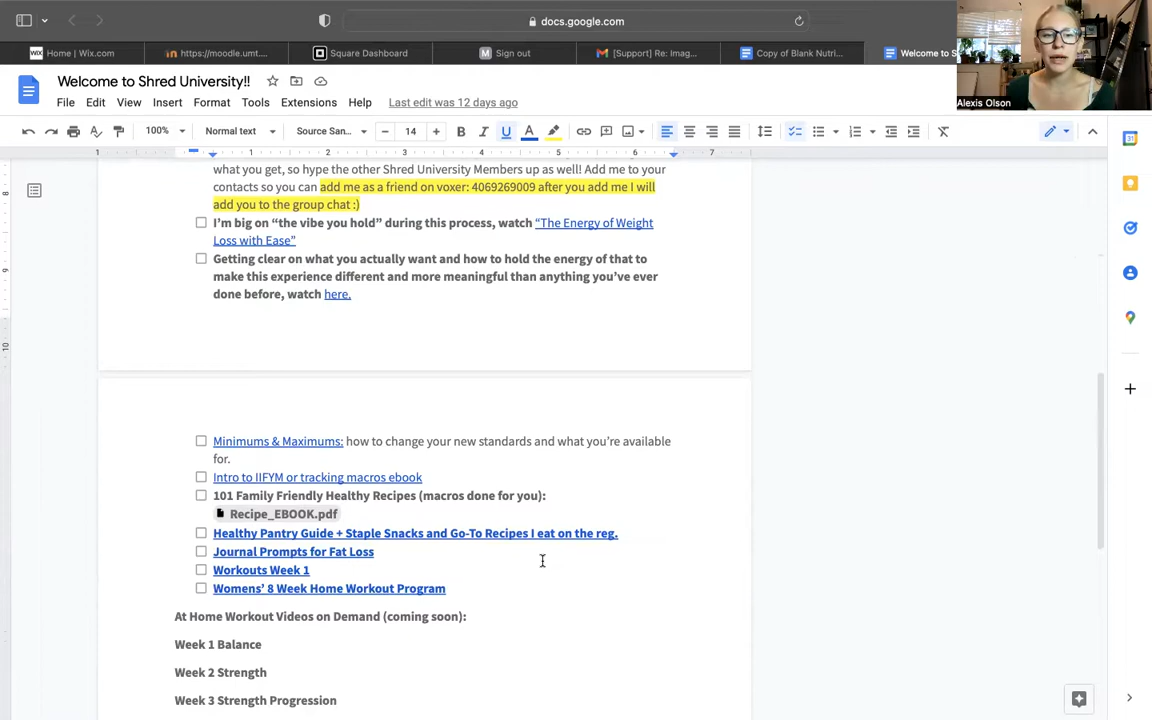 docs.google.com
Home | Wix.com
https://moodle.umt....
Square Dashboard
Sign out
[Support] Re: Imag...
Copy of Blank Nutri...
Welcome to S
Alexis Olson
Welcome to Shred University!!
File Edit View Insert Format Tools Extensions Help Last edit was 12 days ago
100% Normal text Source San... 14
what you get, so hype the other Shred University Members up as well! Add me to your
contacts so you can add me as a friend on voxer: 4069269009 after you add me I will
add you to the group chat :)
I'm big on “the vibe you hold” during this process, watch “The Energy of Weight
Loss with Ease”
Getting clear on what you actually want and how to hold the energy of that to
make this experience different and more meaningful than anything you've ever
done before, watch here.
Minimums & Maximums: how to change your new standards and what you're available
for.
Intro to IIFYM or tracking macros ebook
101 Family Friendly Healthy Recipes (macros done for you):
Recipe_EBOOK.pdf
Healthy Pantry Guide + Staple Snacks and Go-To Recipes I eat on the reg.
Journal Prompts for Fat Loss
Workouts Week 1
Womens' 8 Week Home Workout Program
At Home Workout Videos on Demand (coming soon):
Week 1 Balance
Week 2 Strength
Week 3 Strength Progression